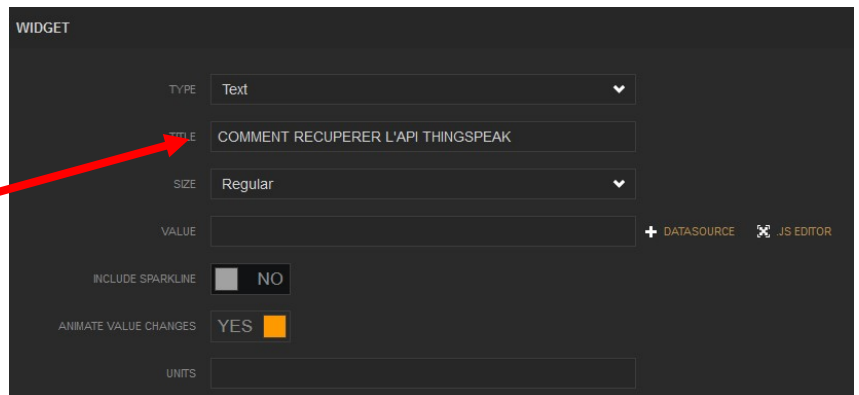 WIDGET
TYPE Text
TITLE COMMENT RECUPERER L'API THINGSPEAK
SIZE Regular
VALUE + DATASOURCE .JS EDITOR
INCLUDE SPARKLINE NO
ANIMATE VALUE CHANGES YES
UNITS